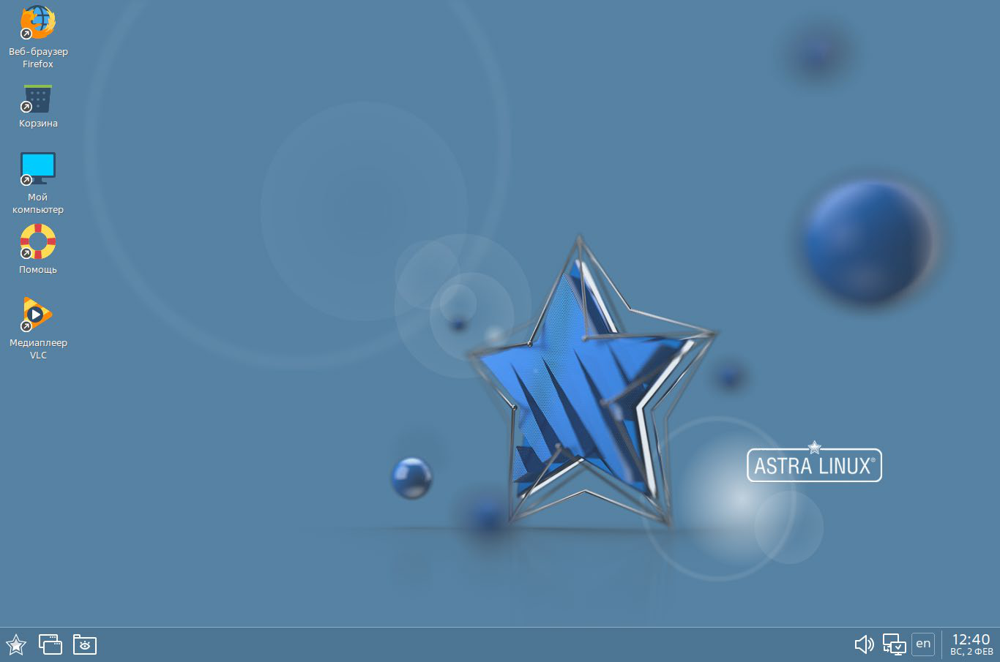 Веб-браузер
Firefox
Корзина
Мой
компьютер
Помощь
Медиаплеер
VLC
ASTRA LINUX®
en
12:40
ВС, 2 ФЕВ